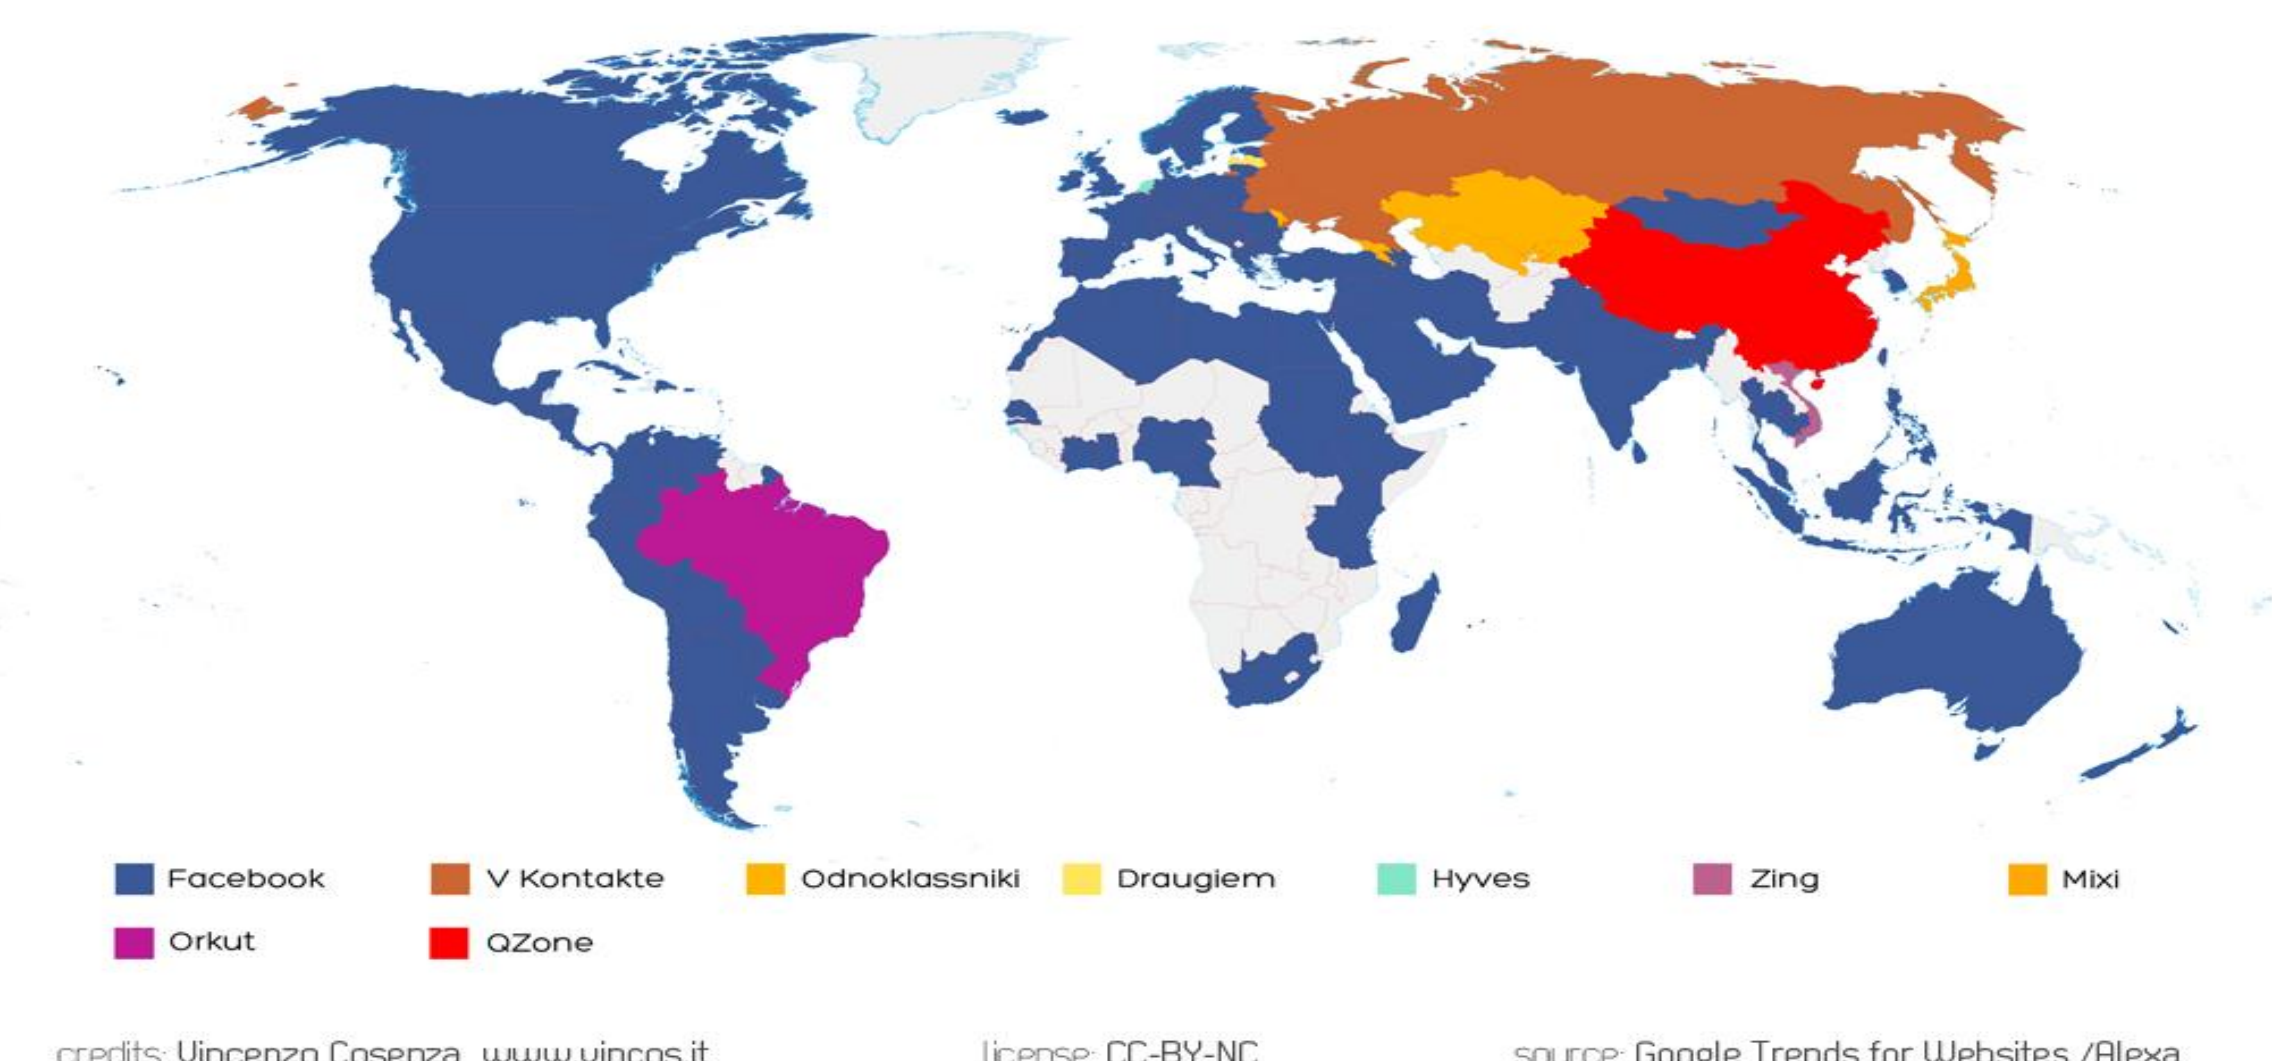 Facebook V Kontakte Odnoklassniki Draugiem Hyves Zing Mixi
Orkut QZone
credits: Vincenzo Cosenza www.vincos.it license: CC-BY-NC source: Google Trends for Websites /Alexa